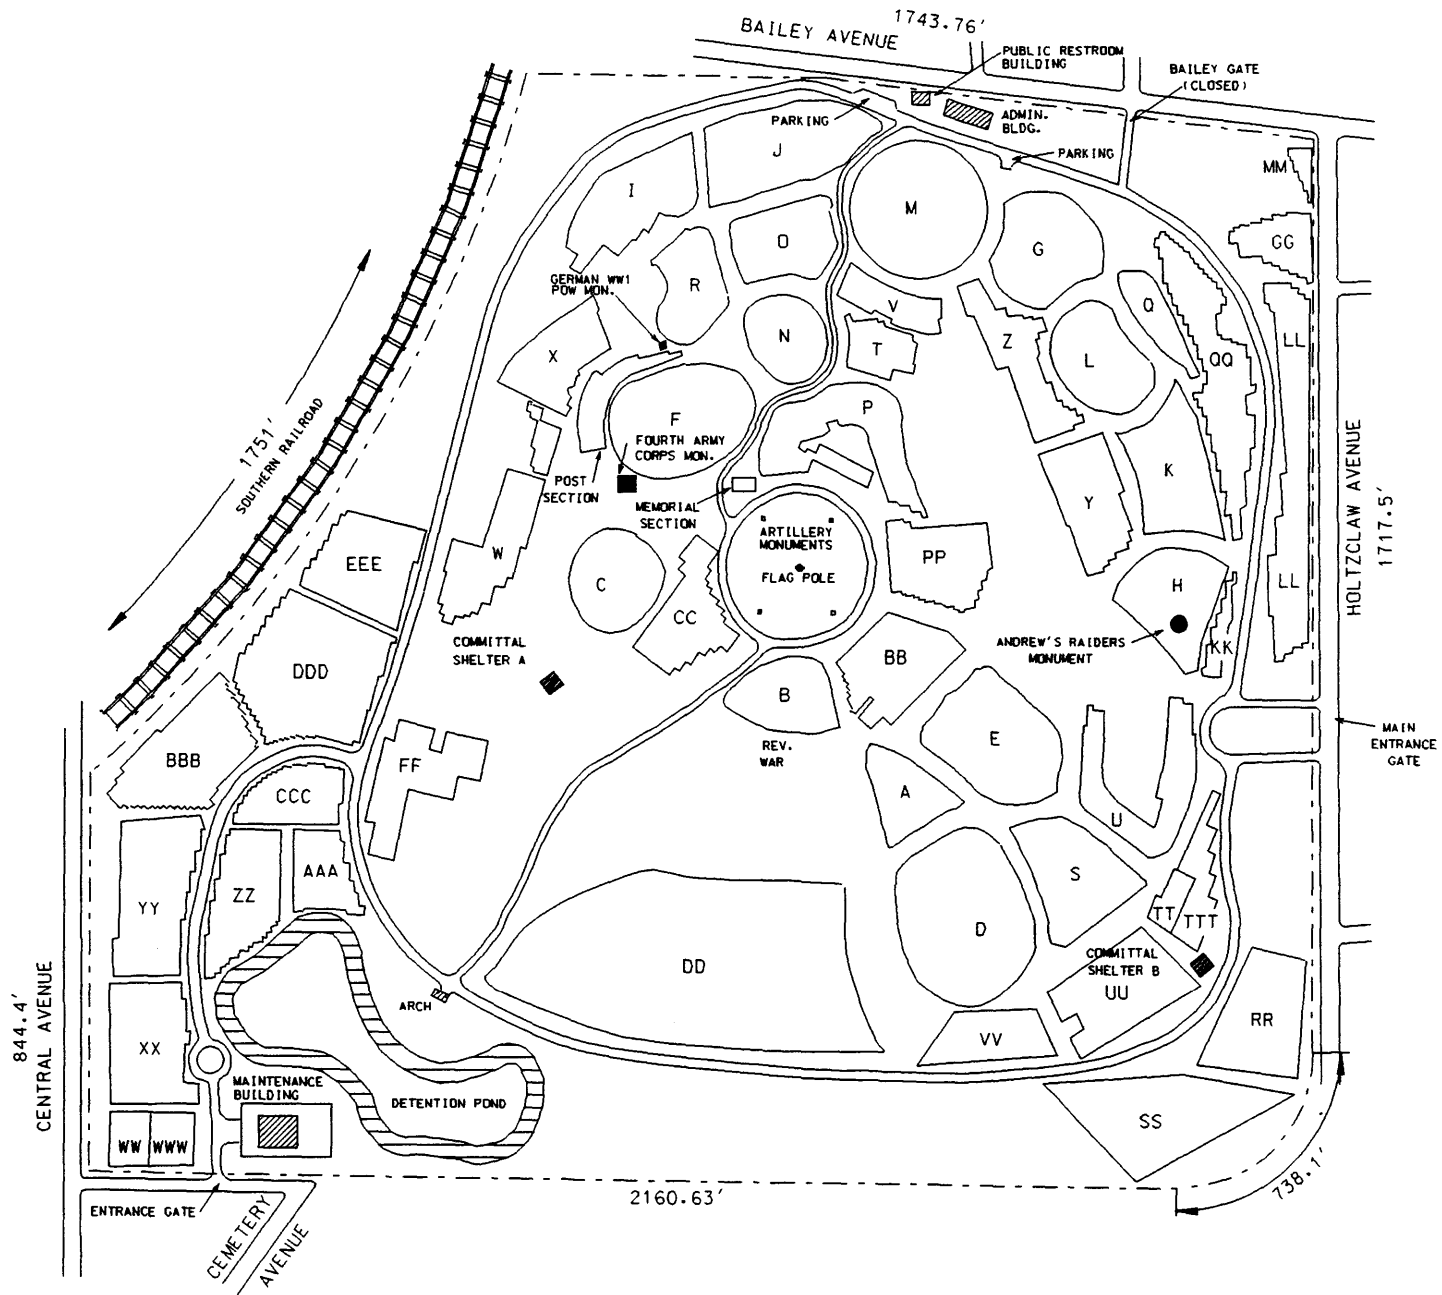 1743.76′
BAILEY AVENUE
PUBLIC RESTROOM
BUILDING
BAILEY GATE
(CLOSED)
PARKING
ADMIN.
BLDG.
PARKING
J
MM
I
M
GG
O
G
GERMAN WW1
POW MON.
R
V
Q
N
T
Z
L
QQ
LL
X
1751′
SOUTHERN RAILROAD
F
P
FOURTH ARMY
CORPS MON.
K
HOLTZCLAW AVENUE
1717.5′
POST
SECTION
MEMORIAL
SECTION
Y
ARTILLERY
MONUMENTS
W
EEE
PP
FLAG POLE
C
H
LL
CC
COMMITTAL
SHELTER A
ANDREW'S RAIDERS
MONUMENT
KK
BB
DDD
B
REV.
WAR
E
MAIN
ENTRANCE
GATE
BBB
FF
CCC
A
U
AAA
S
ZZ
YY
TT
TTT
D
COMMITTAL
SHELTER B
DD
UU
ARCH
844.4′
CENTRAL AVENUE
XX
VV
RR
MAINTENANCE
BUILDING
DETENTION POND
SS
WW
WWW
738.1′
2160.63′
ENTRANCE GATE
CEMETERY
AVENUE